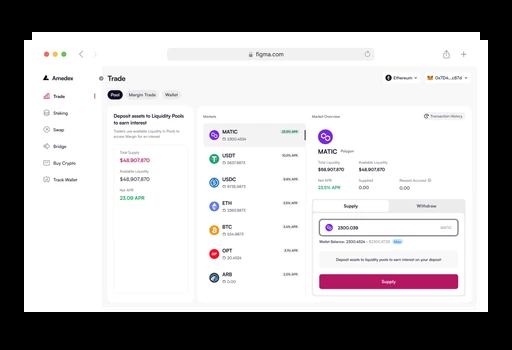 figma.com
Amedex
Trade
Ethereum
0x7D4...c87d
Trade
Staking
Swap
Bridge
Buy Crypto
Track Wallet
Pool
Margin Trade
Wallet
Deposit assets to Liquidity Pools
to earn interest
Traders use available Liquidity in Pools to
access Margin for an interest
Total Supply
$48,907,870
Available Liquidity
$48,907,870
Net APR
23.09 APR
Markets
MATIC
2300.4524
23.5% APR
USDT
USDC
ETH
BTC
OPT
ARB
0.00
Market Overview
Transaction History
MATIC
Polygon
Total Liquidity
Available Liquidity
$68,907,870
$48,907,870
Net APR
Supplied
Reward Accrued
23.5% APR
0.00
0.00
Supply
Withdraw
2300.039
MATIC
Wallet Balance: 2300.4524
Max
Deposit assets to liquidity pools to earn interest on your deposit
Supply